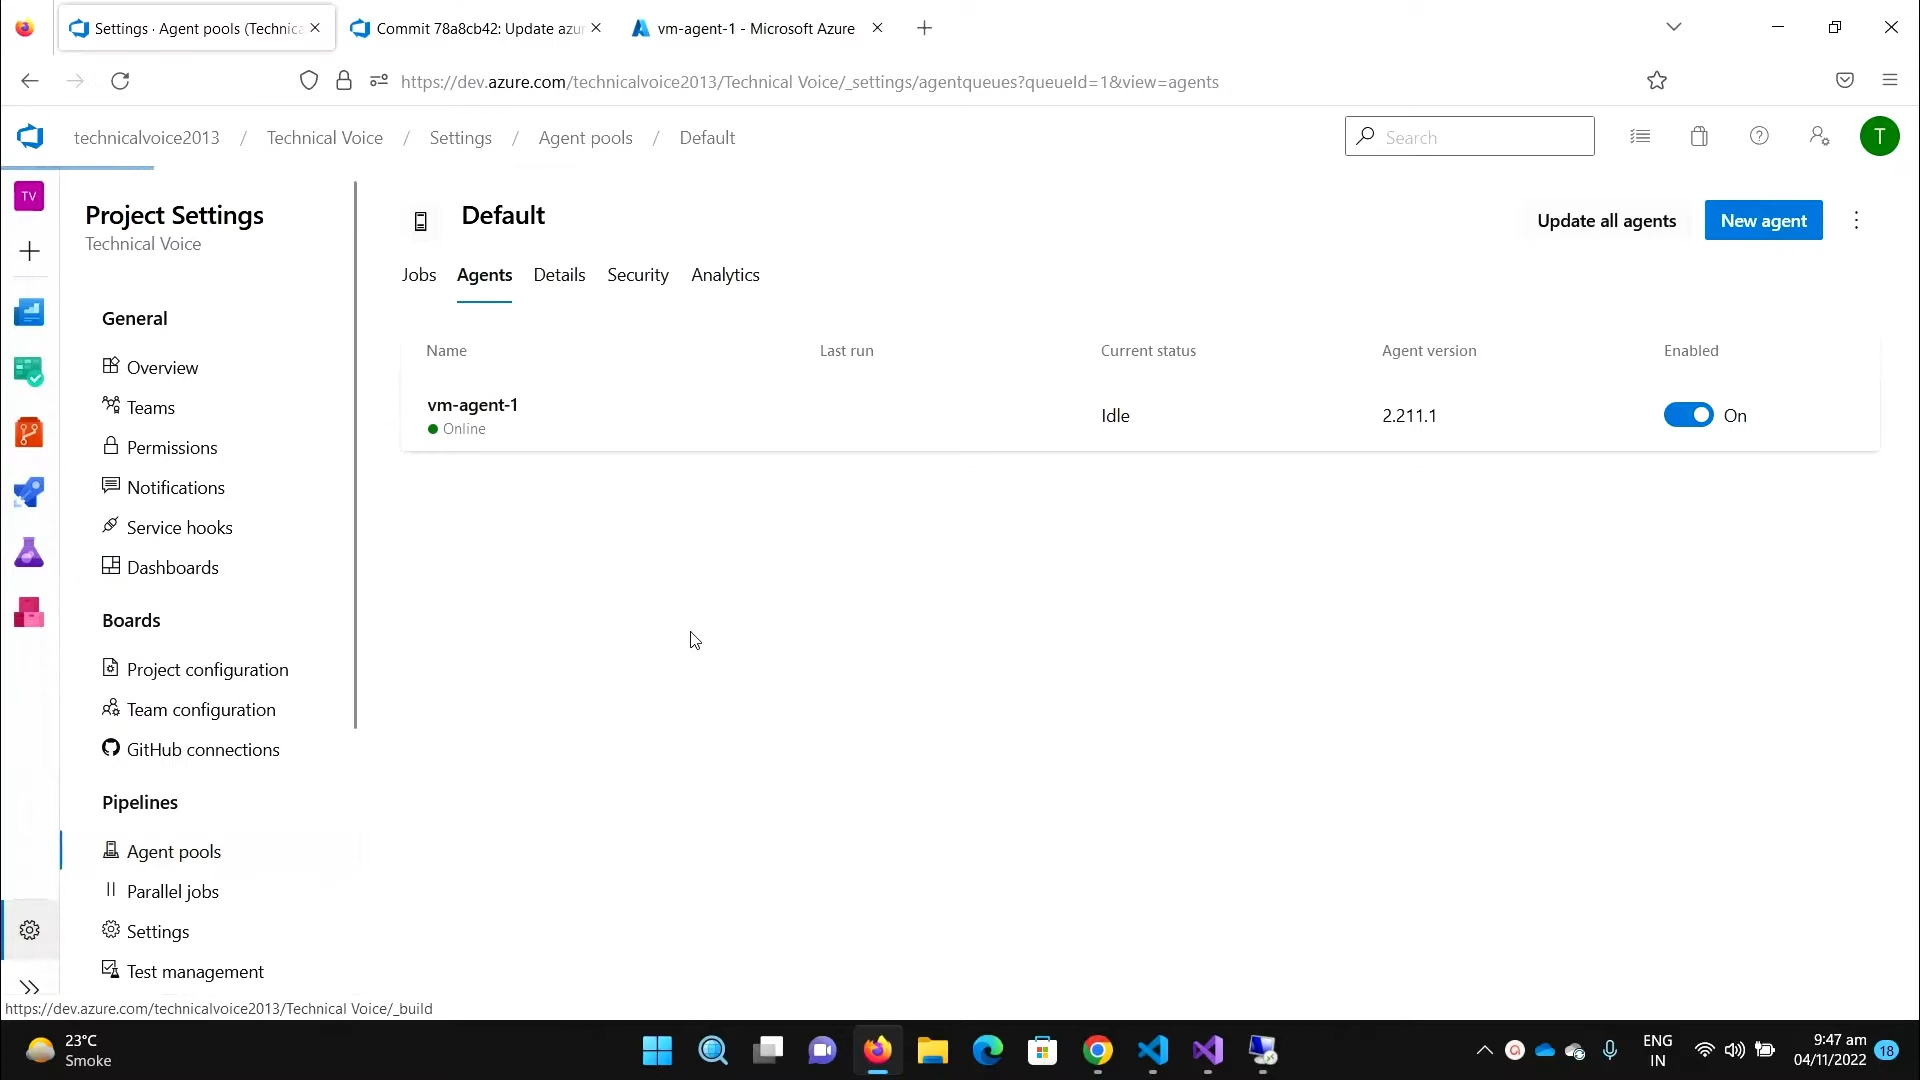 Settings · Agent pools (Technica
Commit 78a8cb42: Update azur
vm-agent-1 - Microsoft Azure
https://dev.azure.com/technicalvoice2013/Technical Voice/_settings/agentqueues?queueId=1&view=agents
technicalvoice2013 / Technical Voice / Settings / Agent pools / Default
Search
T
TV
Project Settings
Technical Voice
Default
Update all agents
New agent
Jobs Agents Details Security Analytics
Name Last run Current status Agent version Enabled
vm-agent-1
Online
Idle
2.211.1
On
General
Overview
Teams
Permissions
Notifications
Service hooks
Dashboards
Boards
Project configuration
Team configuration
GitHub connections
Pipelines
Agent pools
Parallel jobs
Settings
Test management
https://dev.azure.com/technicalvoice2013/Technical Voice/_build
23°C
Smoke
ENG
IN
9:47 am
04/11/2022
18